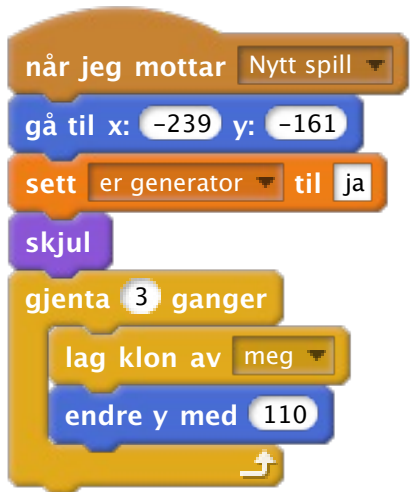 når jeg mottar Nytt spill
gå til x: -239 y: -161
sett er generator til ja
skjul
gjenta 3 ganger
lag klon av meg
endre y med 110